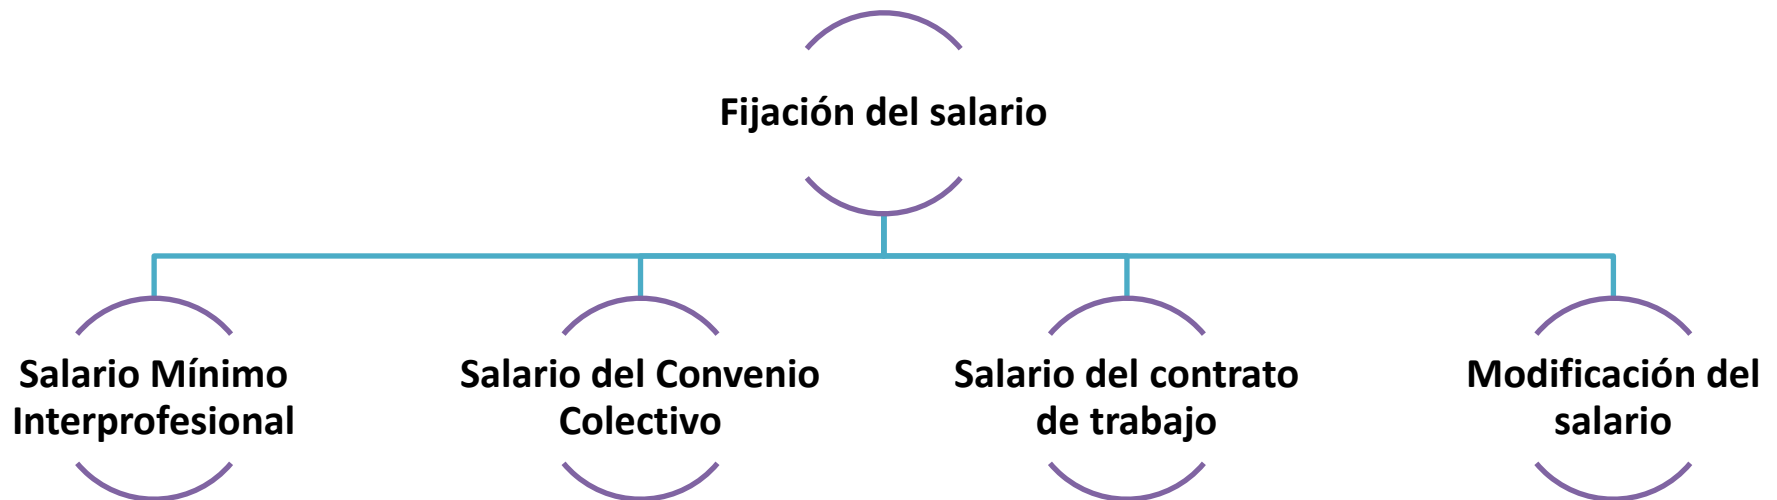 Fijación del salario
Salario Mínimo
Interprofesional
Salario del Convenio
Colectivo
Salario del contrato
de trabajo
Modificación del
salario